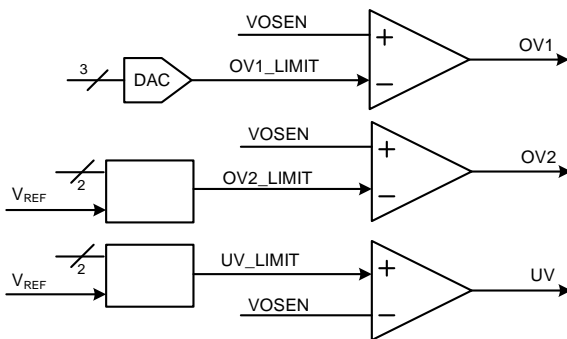 VOSEN
+
OV1
3
DAC
OV1_LIMIT
−
VOSEN
+
OV2
2
VREF
OV2_LIMIT
−
2
VREF
UV_LIMIT
+
UV
VOSEN
−